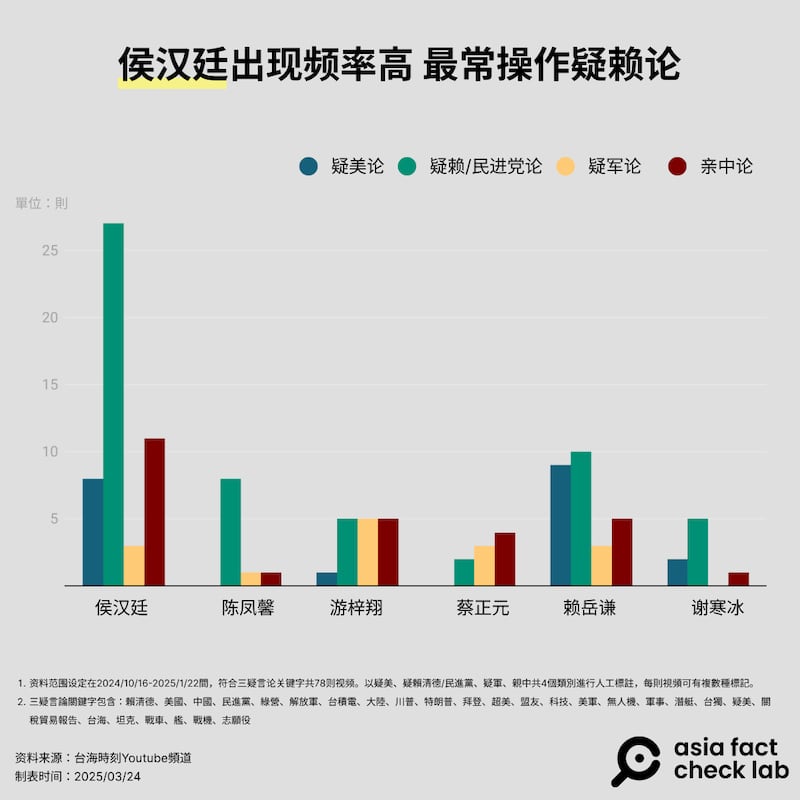 侯汉廷出现频率高 最常操作疑赖论
疑美论 疑赖/民进党论 疑军论 亲中论
單位：則
25
20
15
10
5
侯汉廷 陈凤馨 游梓翔 蔡正元 赖岳谦 谢寒冰
1. 资料范围设定在2024/10/16-2025/1/22間，符合三疑言论关键字共78则视频。以疑美、疑賴清德/民進黨、疑軍、親中共4個類別進行人工標註，每則視頻可有複數種標記。
2. 三疑言論關鍵字包含：賴清德、美國、中國、民進黨、綠營、解放軍、台積電、大陸、川普、特朗普、拜登、超美、盟友、科技、美軍、無人機、軍事、潛艇、台獨、疑美、關
稅貿易報告、台海、坦克、戰車、艦、戰機、志願役
资料来源：台海時刻Youtube頻道
制表时间：2025/03/24
asia fact
check lab